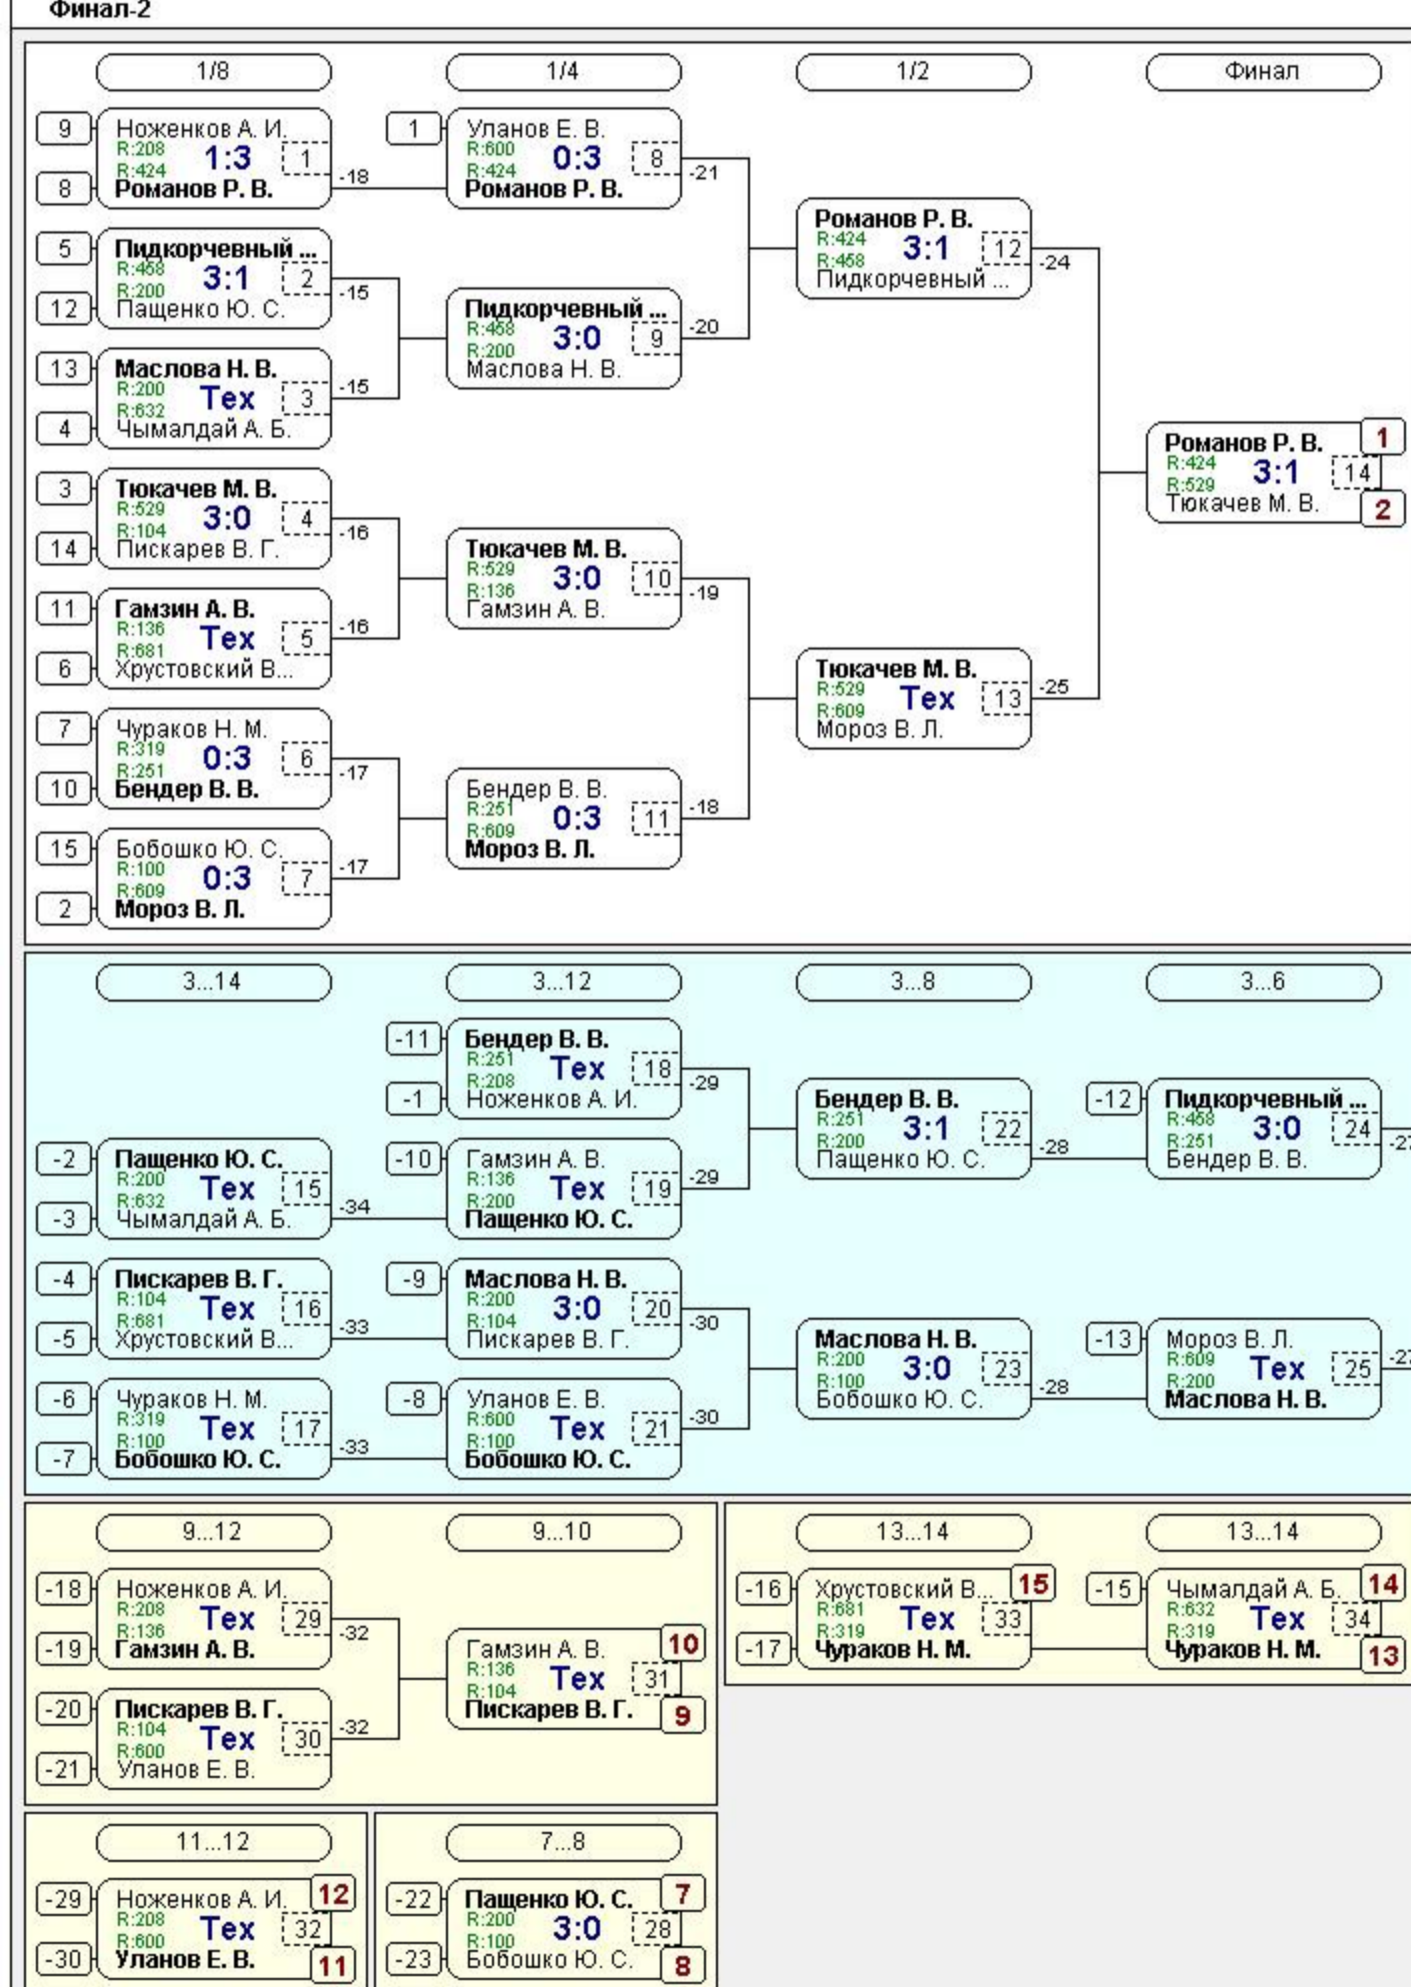 Финал-2
1/8 1/4 1/2 Финал
9 Ноженков А. И. R:208 1:3 1 R:424 8 Романов Р. В. -18
1 Уланов Е. В. R:600 0:3 8 R:424 Романов Р. В. -21
5 Пидкорчевный ... R:458 3:1 2 R:200 12 Пащенко Ю. С. -15
Романов Р. В. R:424 3:1 12 R:458 Пидкорчевный ... -24
Пидкорчевный ... R:458 3:0 9 R:200 Маслова Н. В. -20
13 Маслова Н. В. R:200 Тех 3 R:632 4 Чымалдай А. Б. -15
Романов Р. В. 1 R:424 3:1 14 R:529 Тюкачев М. В. 2
3 Тюкачев М. В. R:529 3:0 4 R:104 14 Пискарев В. Г. -16
Тюкачев М. В. R:529 3:0 10 R:136 Гамзин А. В. -19
11 Гамзин А. В. R:136 Тех 5 R:681 6 Хрустовский В... -16
Тюкачев М. В. R:529 Тех 13 R:609 Мороз В. Л. -25
7 Чураков Н. М. R:319 0:3 6 R:251 10 Бендер В. В. -17
Бендер В. В. R:251 0:3 11 R:609 Мороз В. Л. -18
15 Бобошко Ю. С. R:100 0:3 7 R:609 2 Мороз В. Л. -17
3...14 3...12 3...8 3...6
-11 Бендер В. В. R:251 Тех 18 R:208 -1 Ноженков А. И. -29
Бендер В. В. R:251 3:1 22 R:200 Пащенко Ю. С. -28
-12 Пидкорчевный ... R:458 3:0 24 R:251 Бендер В. В. -27
-2 Пащенко Ю. С. R:200 Тех 15 R:632 -3 Чымалдай А. Б. -34
-10 Гамзин А. В. R:136 Тех 19 R:200 Пащенко Ю. С. -29
-4 Пискарев В. Г. R:104 Тех 16 R:681 -5 Хрустовский В... -33
-9 Маслова Н. В. R:200 3:0 20 R:104 Пискарев В. Г. -30
Маслова Н. В. R:200 3:0 23 R:100 Бобошко Ю. С. -28
-13 Мороз В. Л. R:609 Тех 25 R:200 Маслова Н. В. -27
-6 Чураков Н. М. R:319 Тех 17 R:100 -7 Бобошко Ю. С. -33
-8 Уланов Е. В. R:600 Тех 21 R:100 Бобошко Ю. С. -30
9...12 9...10
-18 Ноженков А. И. R:208 Тех 29 R:136 -19 Гамзин А. В. -32
Гамзин А. В. 10 R:136 Тех 31 R:104 Пискарев В. Г. 9
-20 Пискарев В. Г. R:104 Тех 30 R:600 -21 Уланов Е. В. -32
13...14 13...14
-16 Хрустовский В... 15 R:681 Тех 33 R:319 -17 Чураков Н. М.
-15 Чымалдай А. Б. 14 R:632 Тех 34 R:319 Чураков Н. М. 13
11...12
-29 Ноженков А. И. 12 R:208 Тех 32 R:600 -30 Уланов Е. В. 11
7...8
-22 Пащенко Ю. С. 7 R:200 3:0 28 R:100 -23 Бобошко Ю. С. 8